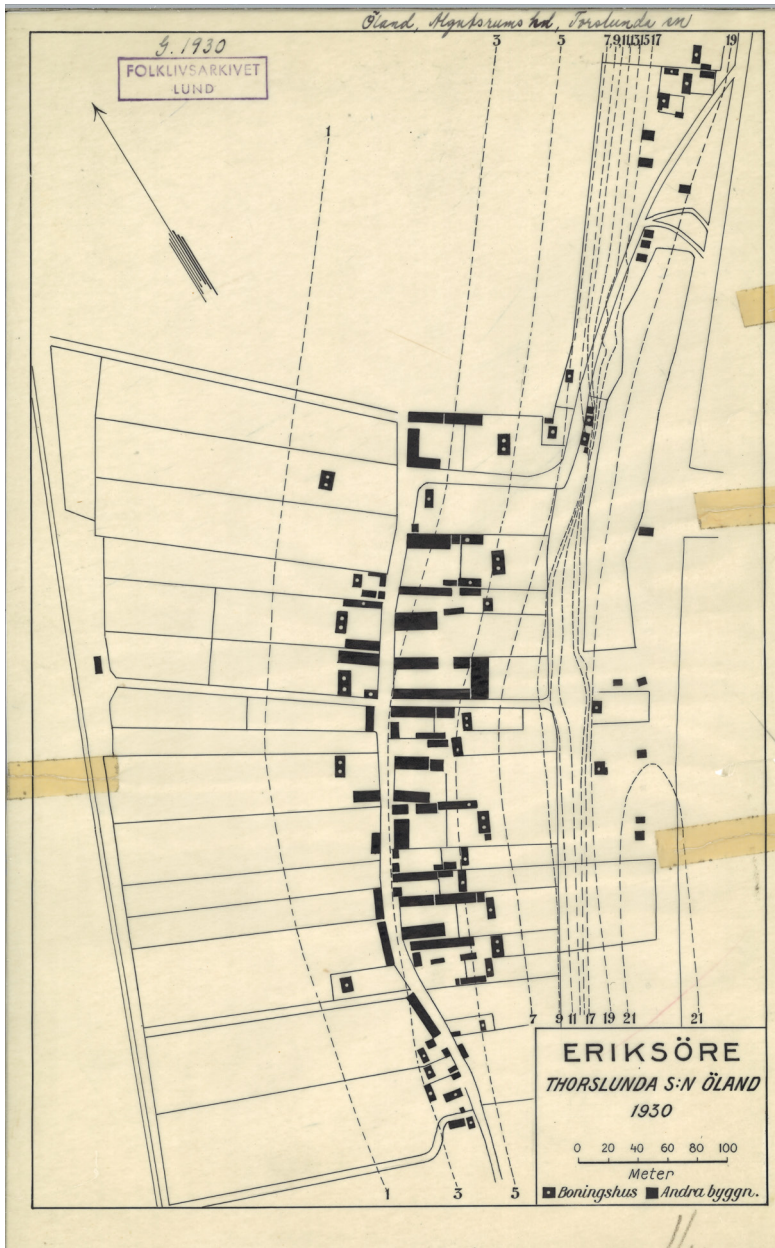 Öland, Algutsrums hd, Torslunda sn
G. 1930
FOLKLIVSARKIVET
LUND
1
3
5
7 9 11 13 15 17
19
7
9
11
17
19
21
21
ERIKSÖRE
THORSLUNDA S:N ÖLAND
1930
0 20 40 60 80 100
Meter
Boningshus Andra byggn.
1
3
5
11.